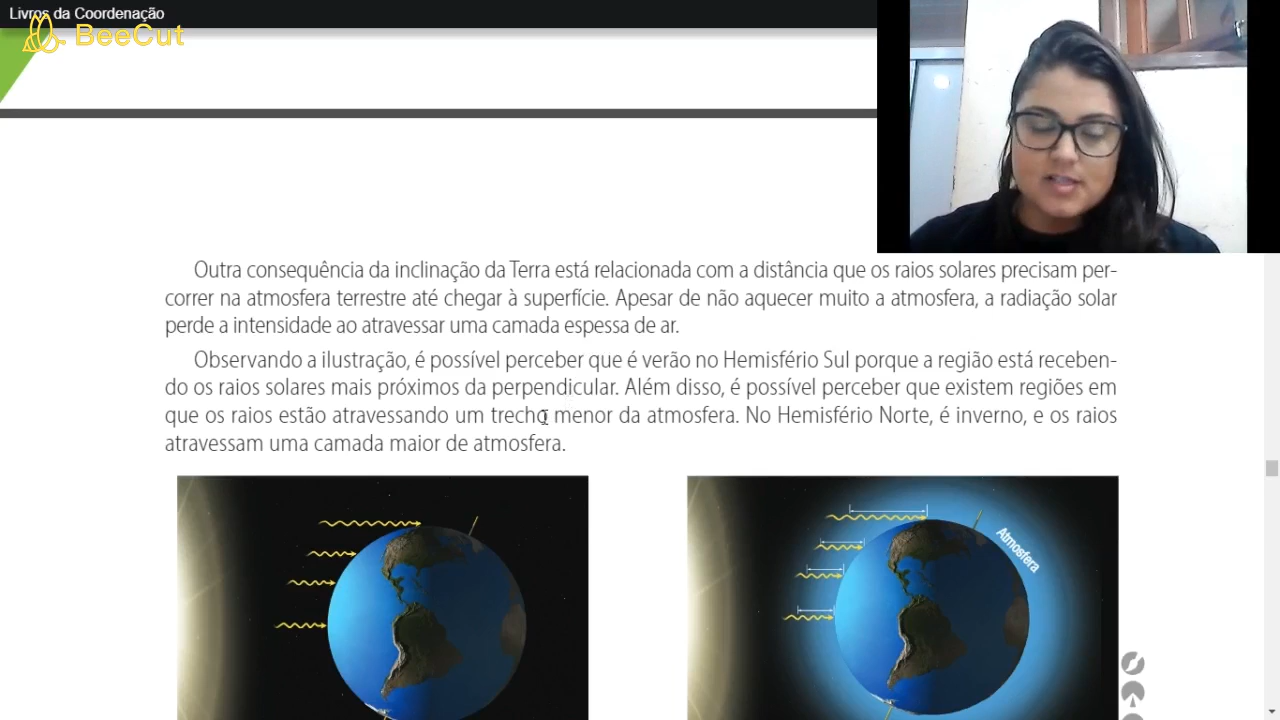 Livros da Coordenação
BeeCut
Outra consequência da inclinação da Terra está relacionada com a distância que os raios solares precisam per-
correr na atmosfera terrestre até chegar à superfície. Apesar de não aquecer muito a atmosfera, a radiação solar
perde a intensidade ao atravessar uma camada espessa de ar.
Observando a ilustração, é possível perceber que é verão no Hemisfério Sul porque a região está receben-
do os raios solares mais próximos da perpendicular. Além disso, é possível perceber que existem regiões em
que os raios estão atravessando um trecho menor da atmosfera. No Hemisfério Norte, é inverno, e os raios
atravessam uma camada maior de atmosfera.
Atmosfera